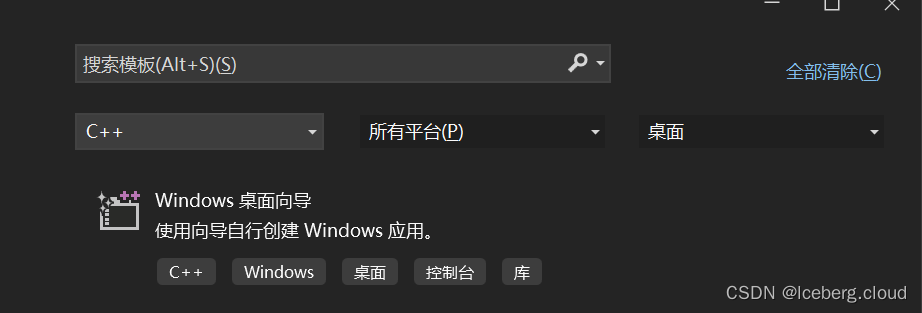 搜索模板(Alt+S)(S)
全部清除(C)
C++ 所有平台(P) 桌面
Windows 桌面向导
使用向导自行创建 Windows 应用。
C++ Windows 桌面 控制台 库
CSDN @Iceberg.cloud